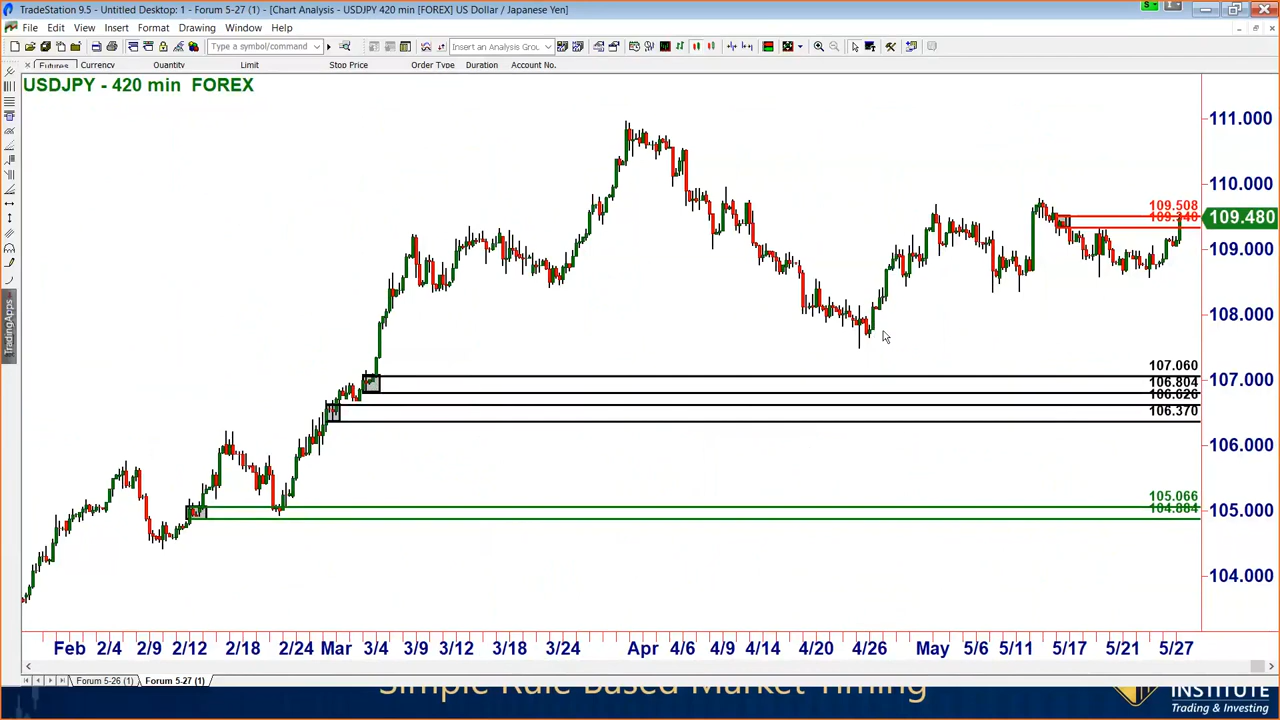 TradeStation 9.5 - Untitled Desktop: 1 - Forum 5-27 (1) - [Chart Analysis - USDJPY 420 min [FOREX] US Dollar / Japanese Yen]
File Edit View Insert Format Drawing Window Help
Type a symbol/command Insert an Analysis Grou
Futures Currency Quantity Limit Stop Price Order Type Duration Account No.
USDJPY - 420 min FOREX
111.000
110.000
109.508
109.340
109.480
109.000
108.000
107.060
107.000
106.804
106.626
106.370
106.000
105.066
104.884
105.000
104.000
TradingApps
Feb 2/4 2/9 2/12 2/18 2/24 Mar 3/4 3/9 3/12 3/18 3/24 Apr 4/6 4/9 4/14 4/20 4/26 May 5/6 5/11 5/17 5/21 5/27
Forum 5-26 (1) Forum 5-27 (1)
Simple Rule Based Market Timing
INSTITUTE
Trading & Investing